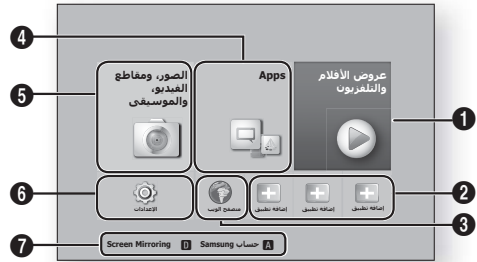 عروض الأفلام
والتلفزيون
Apps
الصور، ومقاطع
الفيديو،
والموسيقى
إضافة تطبيق
إضافة تطبيق
إضافة تطبيق
متصفح الويب
الإعدادات
A حساب Samsung D Screen Mirroring
1
2
3
4
5
6
7